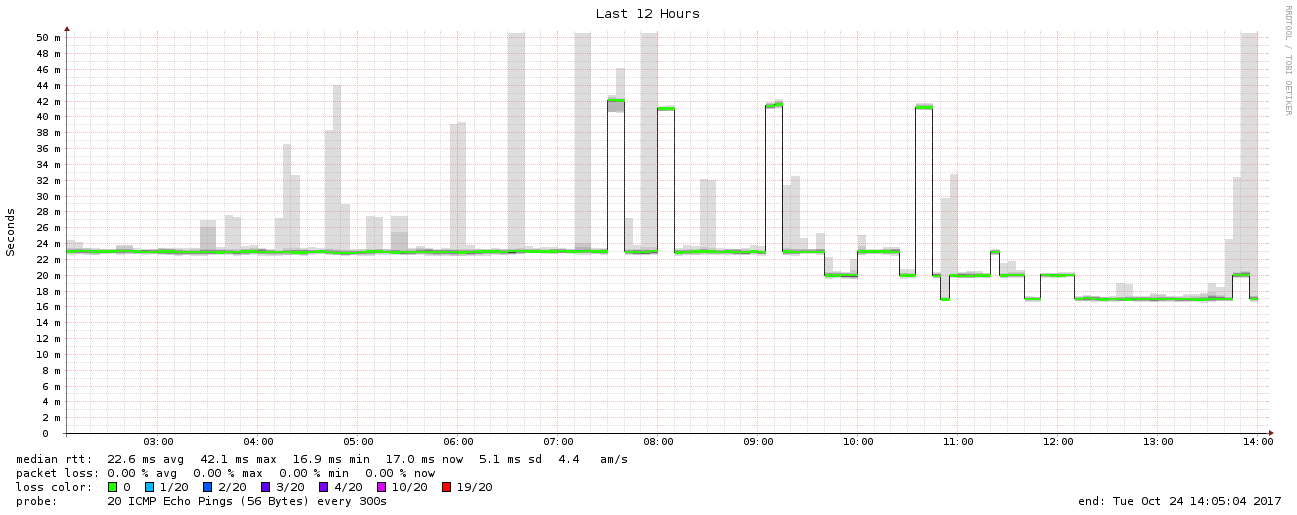 Last 12 Hours
RRDTOOL / TOBI OETIKER
Seconds
50 m
48 m
46 m
44 m
42 m
40 m
38 m
36 m
34 m
32 m
30 m
28 m
26 m
24 m
22 m
20 m
18 m
16 m
14 m
12 m
10 m
8 m
6 m
4 m
2 m
0
03:00 04:00 05:00 06:00 07:00 08:00 09:00 10:00 11:00 12:00 13:00 14:00
median rtt: 22.6 ms avg 42.1 ms max 16.9 ms min 17.0 ms now 5.1 ms sd 4.4 am/s
packet loss: 0.00 % avg 0.00 % max 0.00 % min 0.00 % now
loss color: 0 1/20 2/20 3/20 4/20 10/20 19/20
probe: 20 ICMP Echo Pings (56 Bytes) every 300s end: Tue Oct 24 14:05:04 2017